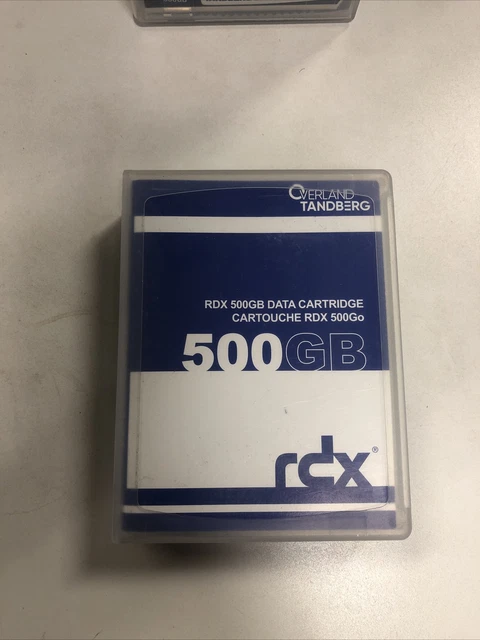 OVERLAND
TANDBERG
RDX 500GB DATA CARTRIDGE
CARTOUCHE RDX 500Go
500GB
rdx®